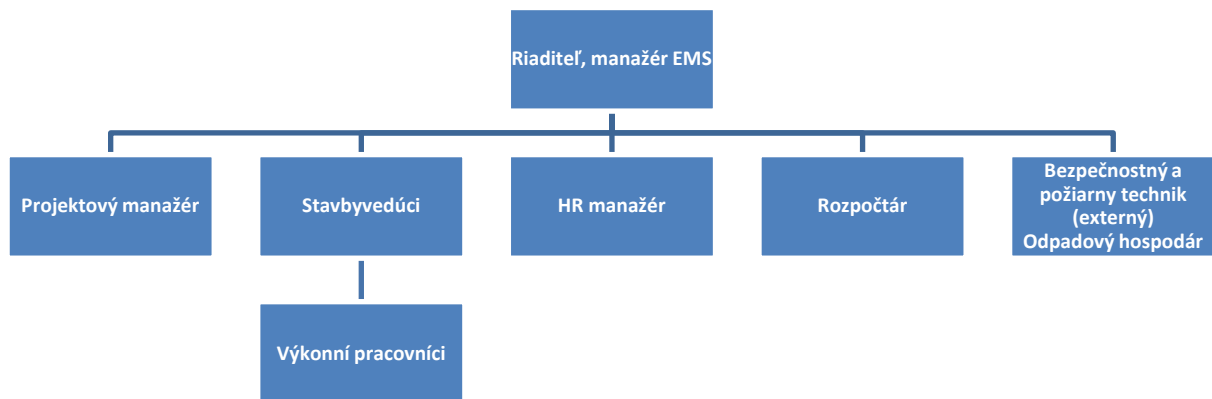 Riaditeľ, manažér EMS
Projektový manažér
Stavbyvedúci
HR manažér
Rozpočtár
Bezpečnostný a
požiarny technik
(externý)
Odpadový hospodár
Výkonní pracovníci